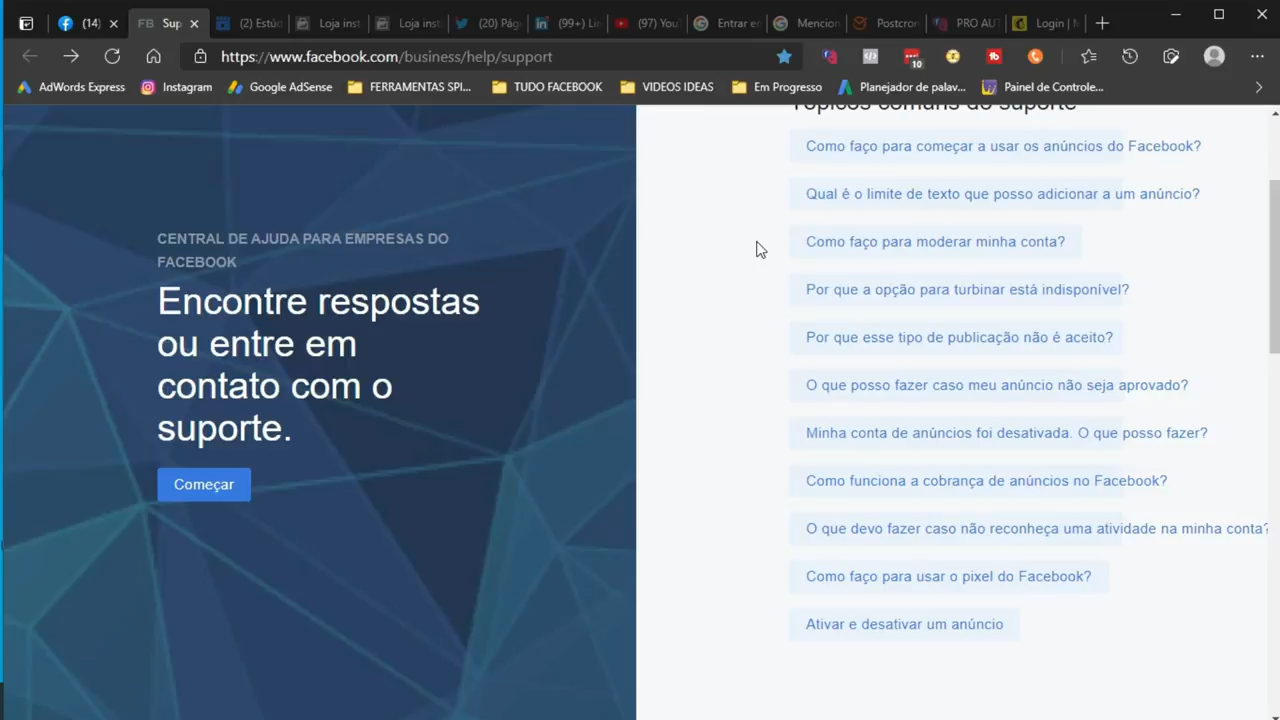 (14)
FB Sup
(2) Estúc
Loja inst
Loja inst
(20) Pág
(99+) Li
(97) You
Entrar e
Mencion
Postcron
PRO AUT
Login | M
https://www.facebook.com/business/help/support
10
AdWords Express
Instagram
Google AdSense
FERRAMENTAS SPI...
TUDO FACEBOOK
VIDEOS IDEAS
Em Progresso
Planejador de palav...
Painel de Controle...
CENTRAL DE AJUDA PARA EMPRESAS DO
FACEBOOK
Encontre respostas
ou entre em
contato com o
suporte.
Começar
Tópicos comuns do suporte
Como faço para começar a usar os anúncios do Facebook?
Qual é o limite de texto que posso adicionar a um anúncio?
Como faço para moderar minha conta?
Por que a opção para turbinar está indisponível?
Por que esse tipo de publicação não é aceito?
O que posso fazer caso meu anúncio não seja aprovado?
Minha conta de anúncios foi desativada. O que posso fazer?
Como funciona a cobrança de anúncios no Facebook?
O que devo fazer caso não reconheça uma atividade na minha conta?
Como faço para usar o pixel do Facebook?
Ativar e desativar um anúncio